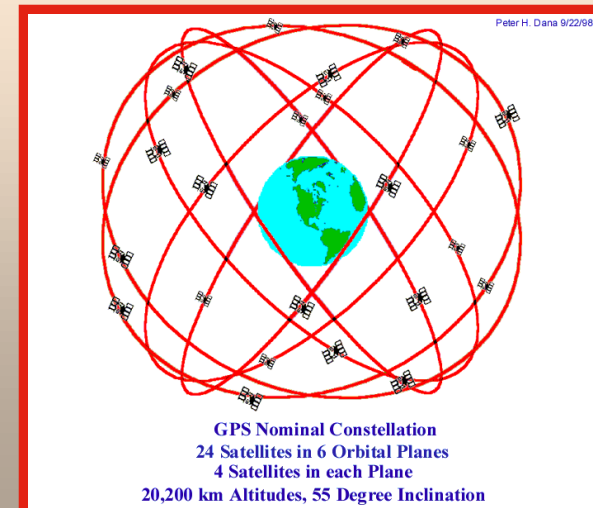 Peter H. Dana 9/22/98
GPS Nominal Constellation
24 Satellites in 6 Orbital Planes
4 Satellites in each Plane
20,200 km Altitudes, 55 Degree Inclination